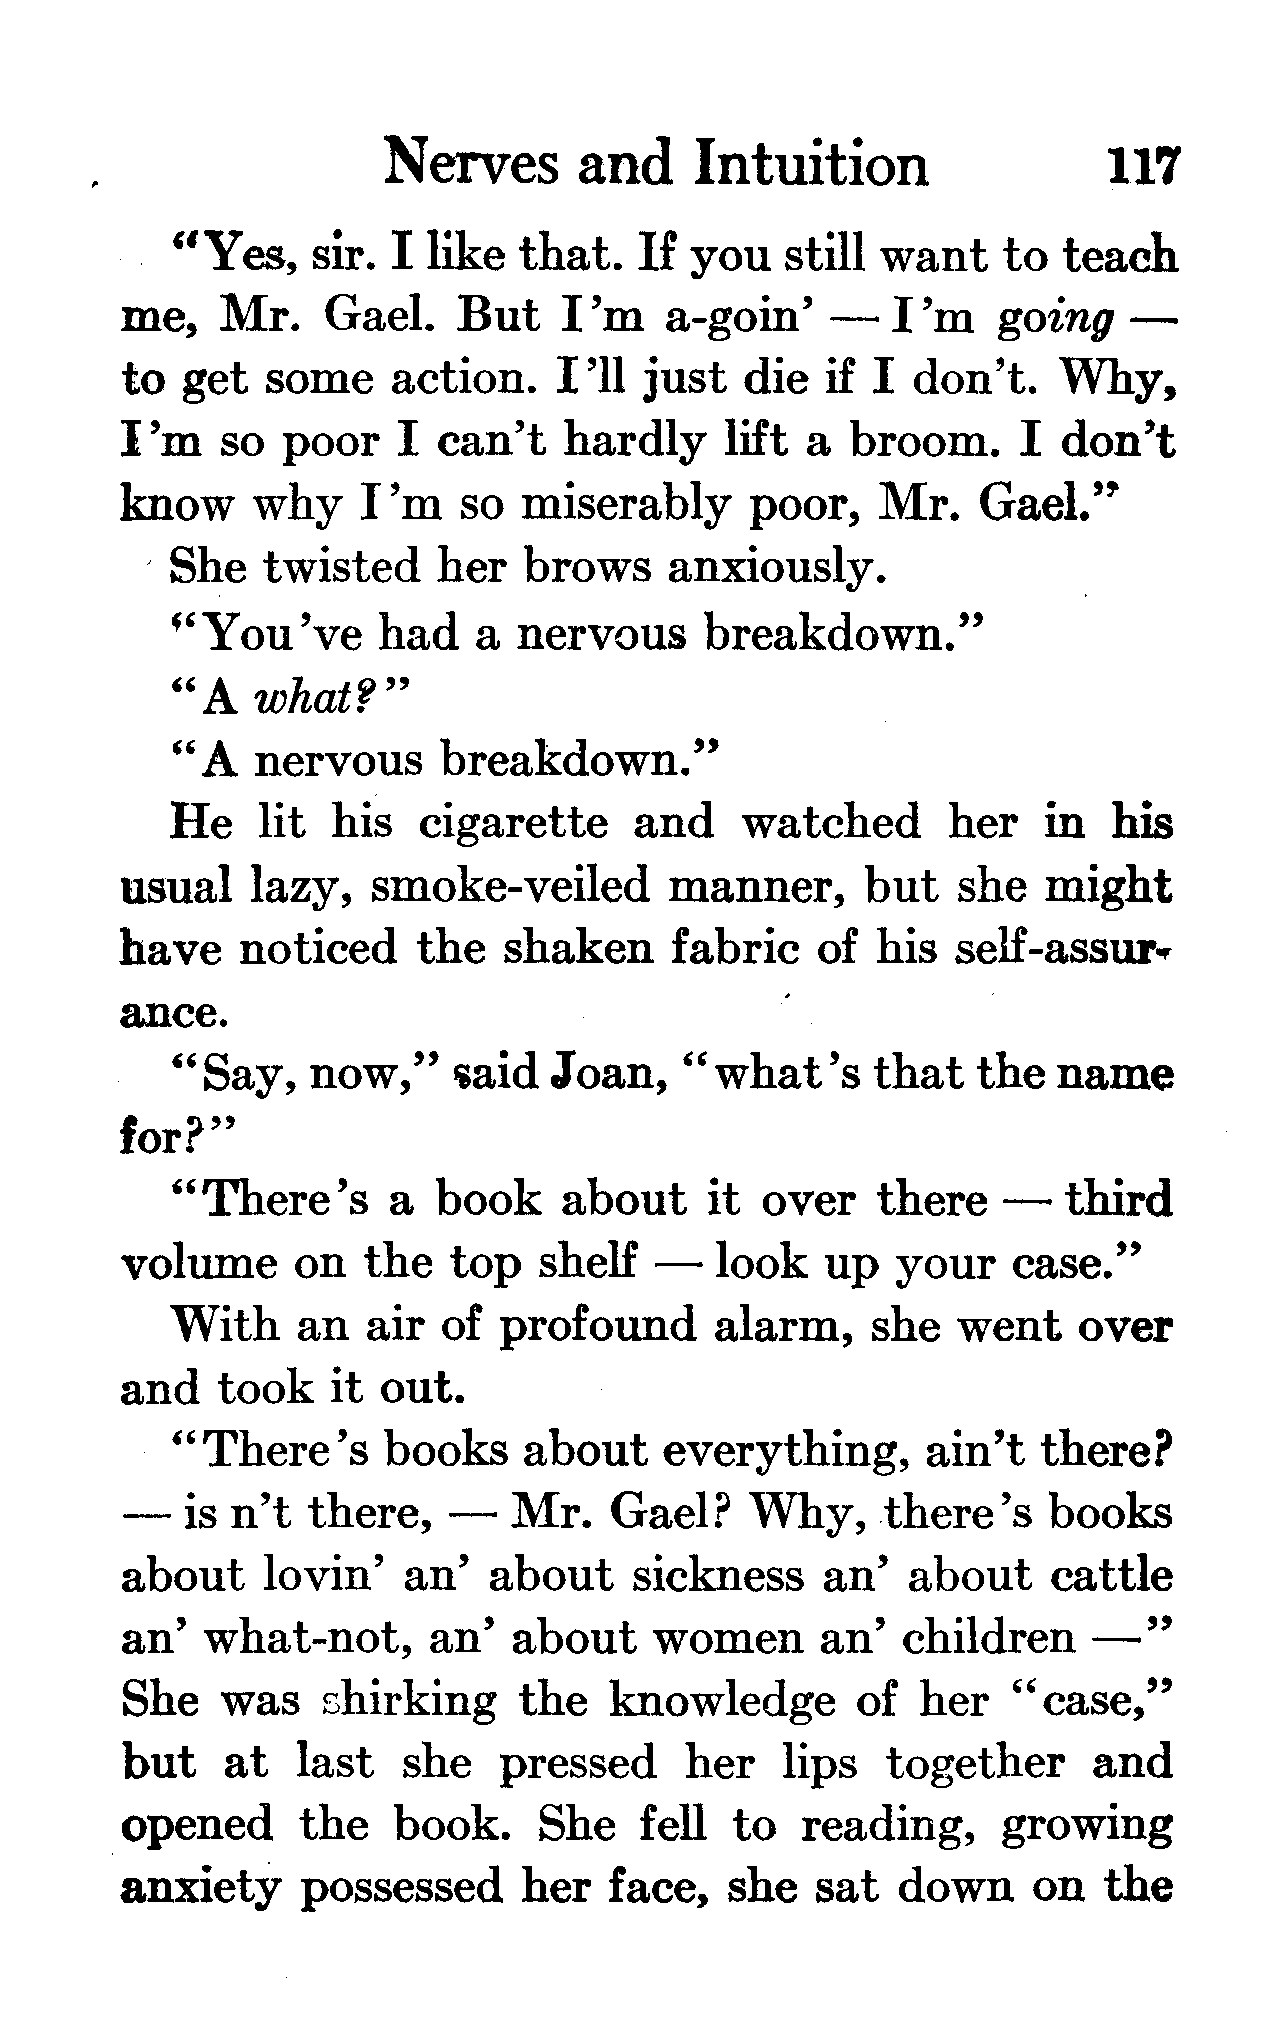 Nerves and Intuition 117
“Yes, sir. I like that. If you still want to teach
me, Mr. Gael. But I’m a-goin’ — I’m going —
to get some action. I’ll just die if I don’t. Why,
I’m so poor I can’t hardly lift a broom. I don’t
know why I’m so miserably poor, Mr. Gael.”
She twisted her brows anxiously.
“You’ve had a nervous breakdown.”
“A what?”
“A nervous breakdown.”
He lit his cigarette and watched her in his
usual lazy, smoke-veiled manner, but she might
have noticed the shaken fabric of his self-assur-
ance.
“Say, now,” said Joan, “what’s that the name
for?”
“There’s a book about it over there — third
volume on the top shelf — look up your case.”
With an air of profound alarm, she went over
and took it out.
“There’s books about everything, ain’t there?
— is n’t there, — Mr. Gael? Why, there’s books
about lovin’ an’ about sickness an’ about cattle
an’ what-not, an’ about women an’ children —”
She was shirking the knowledge of her “case,”
but at last she pressed her lips together and
opened the book. She fell to reading, growing
anxiety possessed her face, she sat down on the